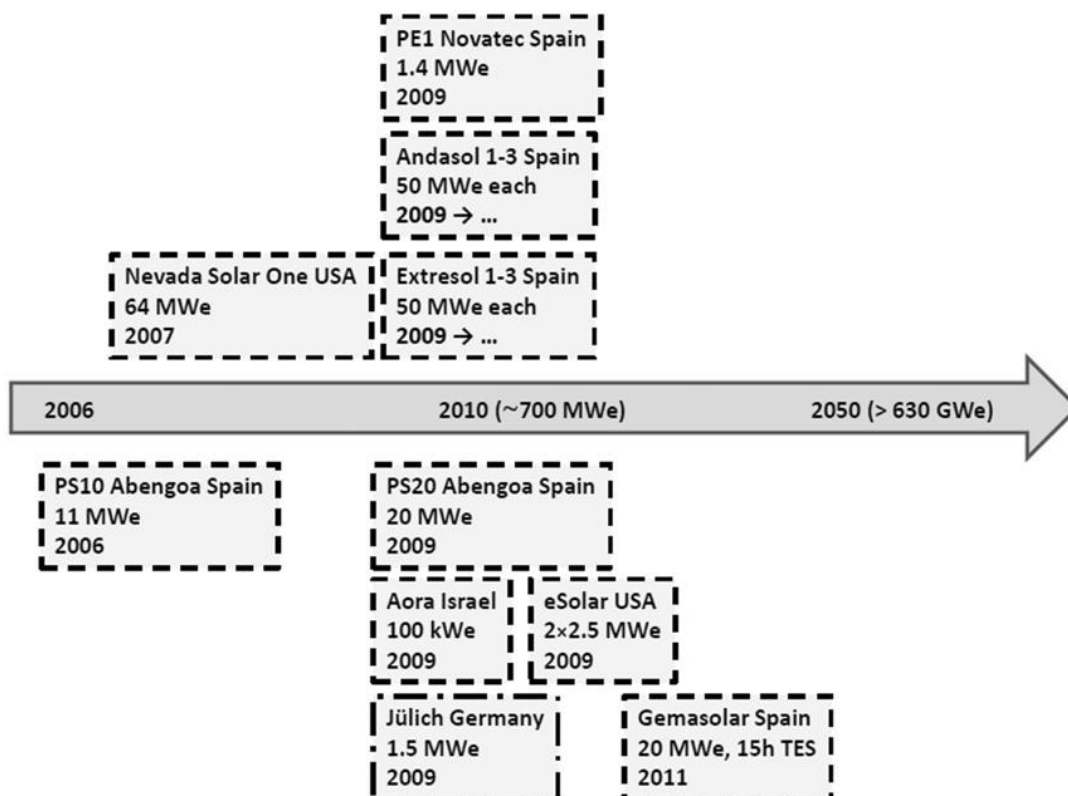 PE1 Novatec Spain
1.4 MWe
2009
Andasol 1-3 Spain
50 MWe each
2009 → ...
Nevada Solar One USA
64 MWe
2007
Extresol 1-3 Spain
50 MWe each
2009 → ...
2006
2010 (~700 MWe)
2050 (> 630 GWe)
PS10 Abengoa Spain
11 MWe
2006
PS20 Abengoa Spain
20 MWe
2009
Aora Israel
100 kWe
2009
eSolar USA
2×2.5 MWe
2009
Jülich Germany
1.5 MWe
2009
Gemasolar Spain
20 MWe, 15h TES
2011